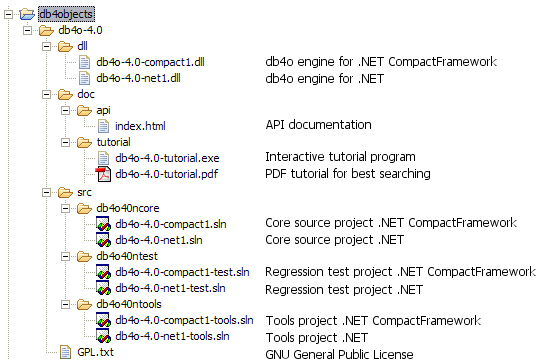 db4objects
db4o-4.0
dll
db4o-4.0-compact1.dll db4o engine for .NET CompactFramework
db4o-4.0-net1.dll db4o engine for .NET
doc
api
index.html API documentation
tutorial
db4o-4.0-tutorial.exe Interactive tutorial program
db4o-4.0-tutorial.pdf PDF tutorial for best searching
src
db4o40ncore
db4o-4.0-compact1.sln Core source project .NET CompactFramework
db4o-4.0-net1.sln Core source project .NET
db4o40ntest
db4o-4.0-compact1-test.sln Regression test project .NET CompactFramework
db4o-4.0-net1-test.sln Regression test project .NET
db4o40ntools
db4o-4.0-compact1-tools.sln Tools project .NET CompactFramework
db4o-4.0-net1-tools.sln Tools project .NET
GPL.txt GNU General Public License